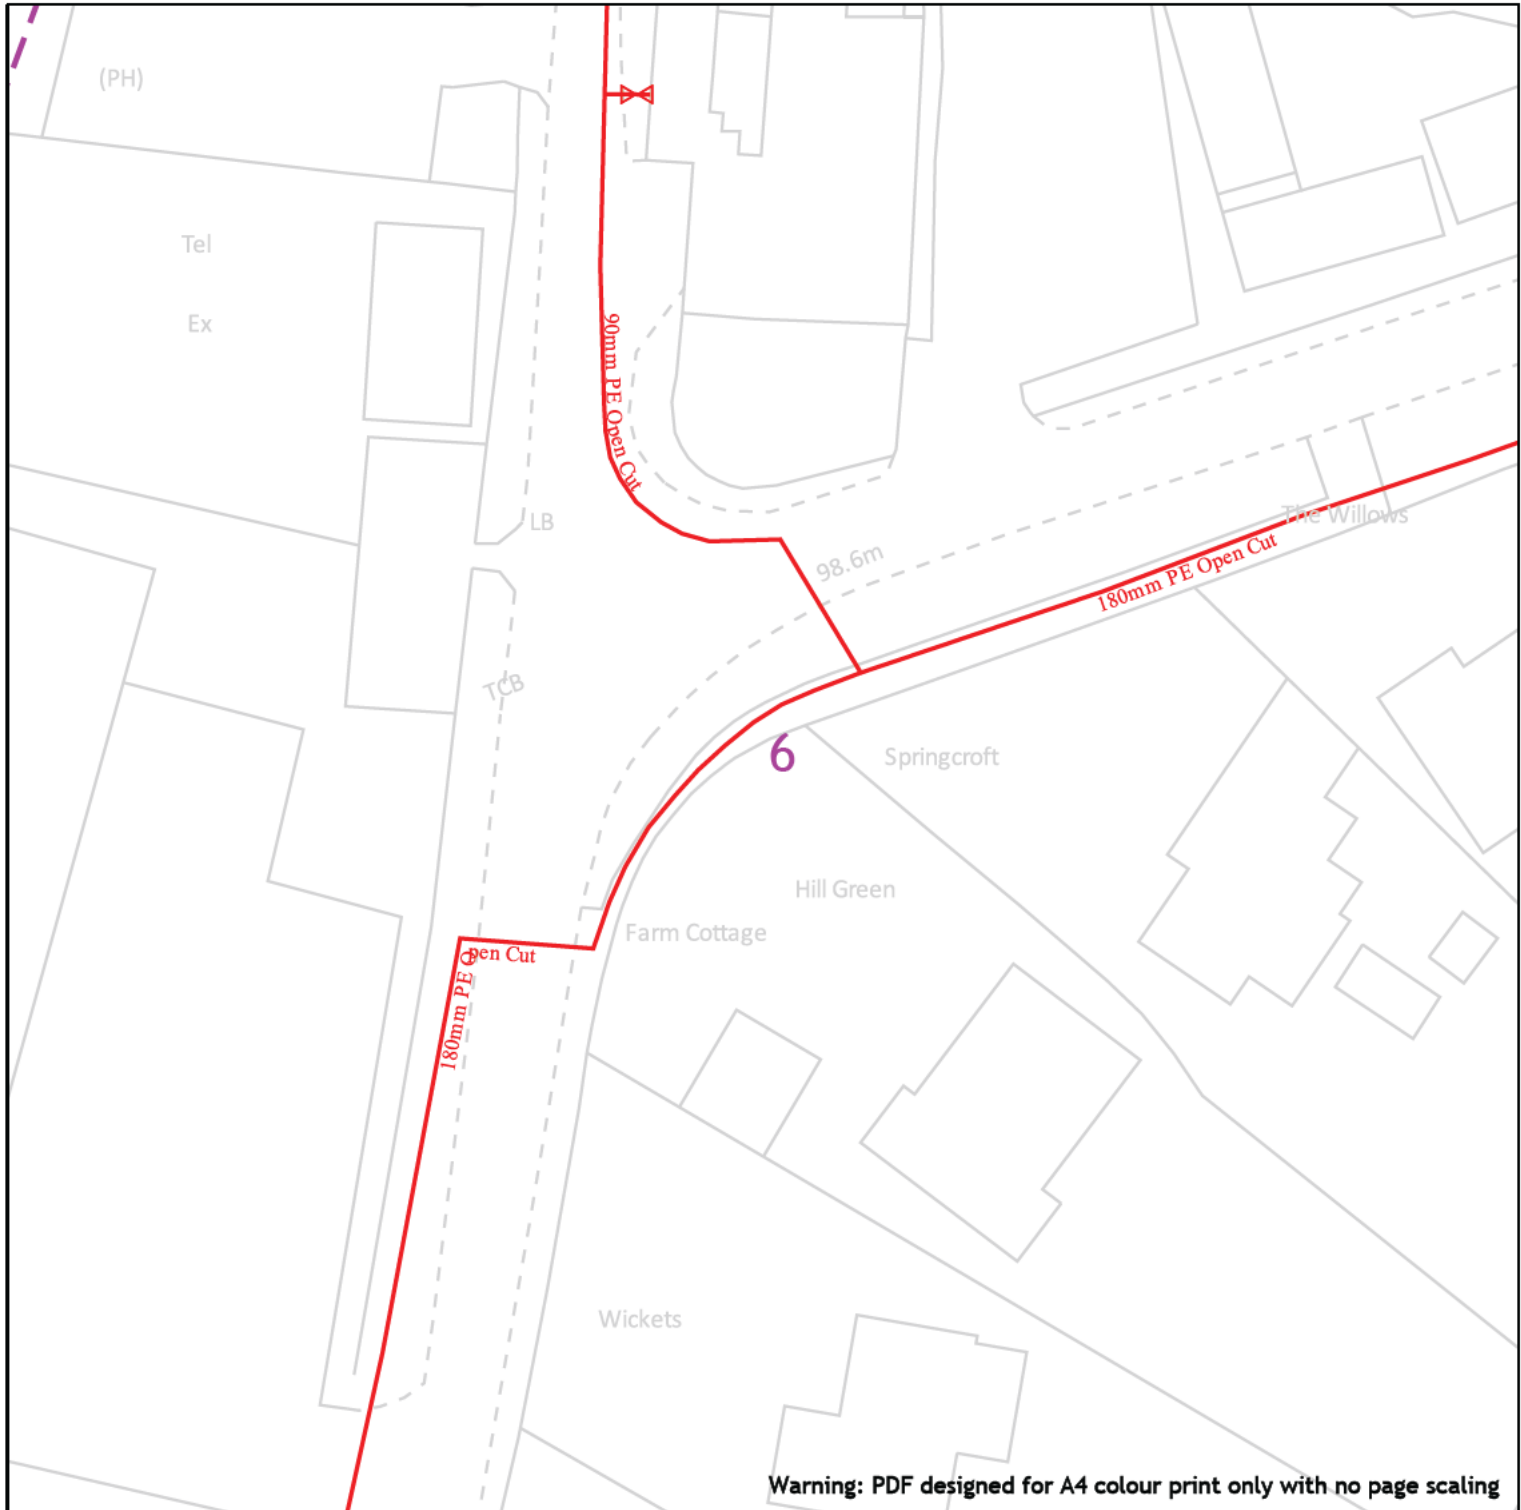 (PH)
Tel
Ex
90mm PE Open Cut
LB
98.6m
The Willows
180mm PE Open Cut
TCB
6
Springcroft
Hill Green
Farm Cottage
180mm PE Open Cut
Wickets
Warning: PDF designed for A4 colour print only with no page scaling